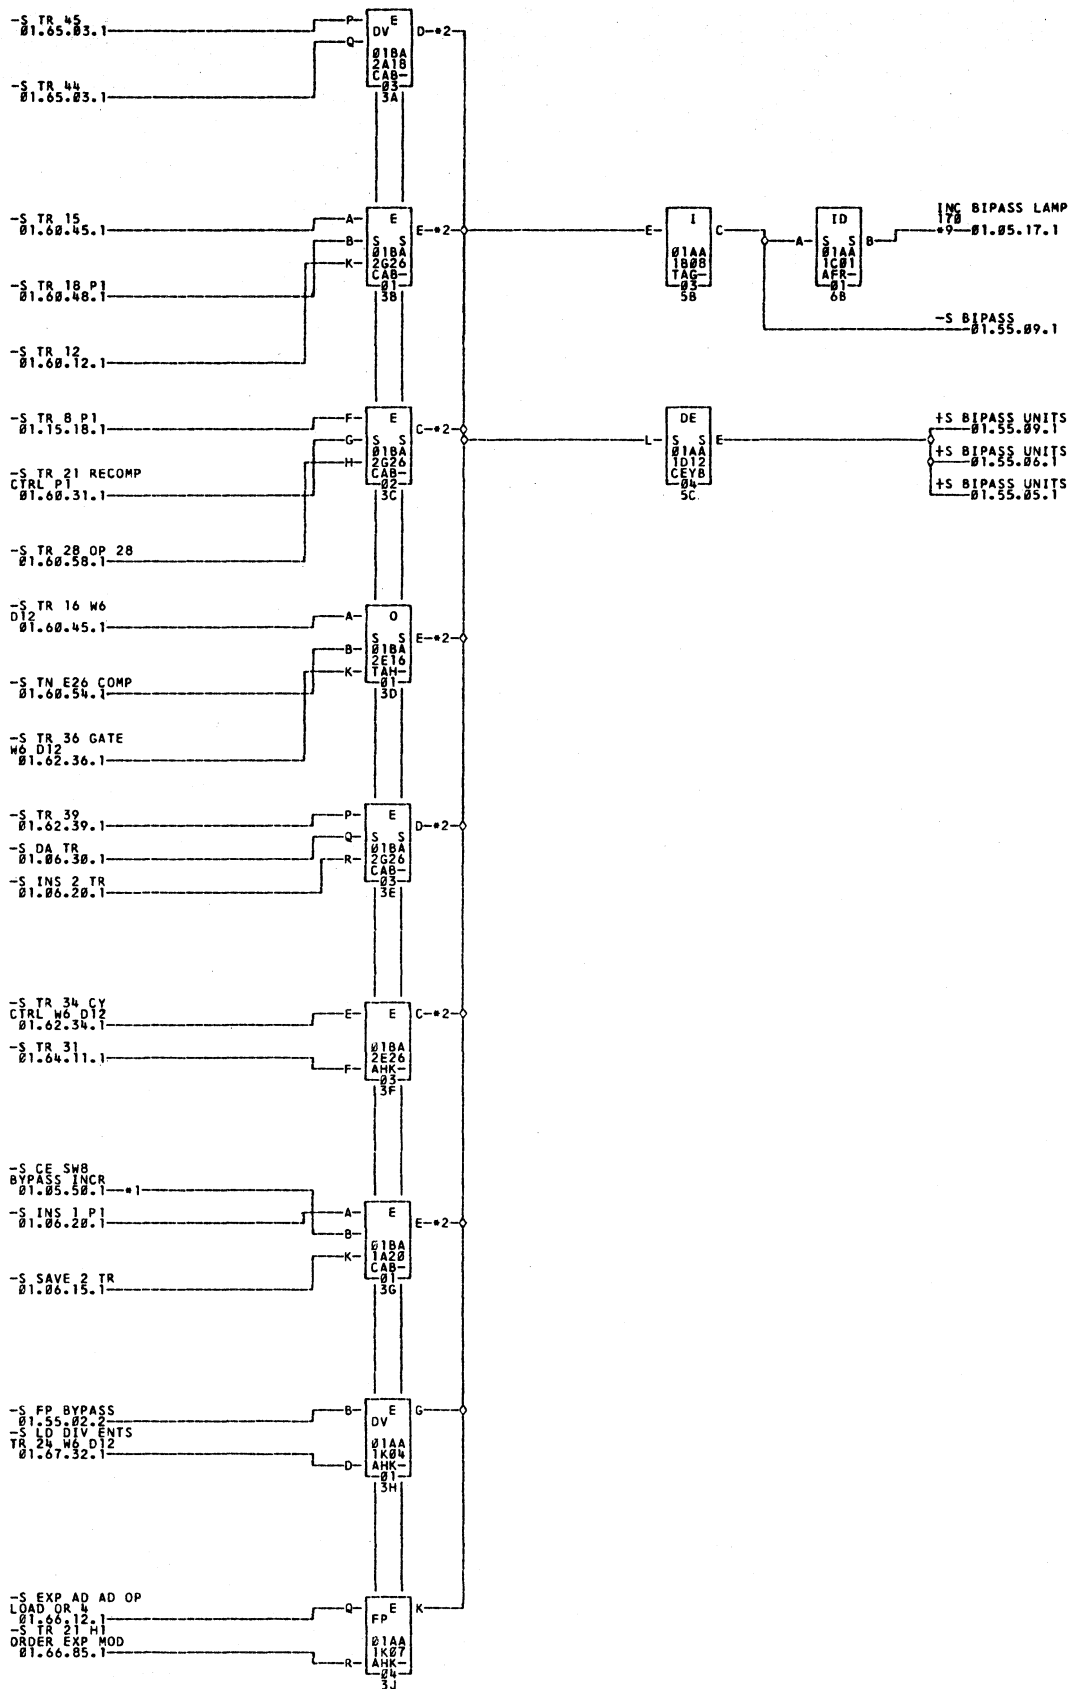 -S TR 45
Ø1.65.Ø3.1
P
E
DV
D
*2
Q
Ø1BA
2A18
CAB-
Ø3
3A
-S TR 44
Ø1.65.Ø3.1
-S TR 15
Ø1.6Ø.45.1
A
E
E
*2
B
S S
Ø1BA
2G26
CAB-
Ø1
3B
K
-S TR 18 P1
Ø1.6Ø.48.1
-S TR 12
Ø1.6Ø.12.1
E
I
C
Ø1AA
1BØ8
TAG-
Ø3
5B
A
ID
S S
B
Ø1AA
1CØ1
AFR-
Ø1
6B
INC BIPASS LAMP
17Ø
*9
Ø1.Ø5.17.1
-S BIPASS
Ø1.55.Ø9.1
-S TR 8 P1
Ø1.15.18.1
F
E
C
*2
G
S S
Ø1BA
2G26
CAB-
Ø2
3C
H
-S TR 21 RECOMP
CTRL P1
Ø1.6Ø.31.1
-S TR 28 OP 28
Ø1.6Ø.58.1
L
DE
S S
E
Ø1AA
1D12
CEYB
Ø4
5C
+S BIPASS UNITS
Ø1.55.Ø9.1
+S BIPASS UNITS
Ø1.55.Ø6.1
+S BIPASS UNITS
Ø1.55.Ø5.1
-S TR 16 W6
D12
Ø1.6Ø.45.1
A
O
S S
E
*2
B
Ø1BA
2E16
TAH-
Ø1
3D
K
-S TN E26 COMP
Ø1.6Ø.54.1
-S TR 36 GATE
W6 D12
Ø1.62.36.1
-S TR 39
Ø1.62.39.1
P
E
D
*2
Q
S S
Ø1BA
2G26
CAB-
Ø3
3E
R
-S DA TR
Ø1.Ø6.3Ø.1
-S INS 2 TR
Ø1.Ø6.2Ø.1
-S TR 34 CY
CTRL W6 D12
Ø1.62.34.1
E
E
C
*2
Ø1BA
2E26
AHK-
Ø3
3F
-S TR 31
Ø1.64.11.1
F
-S CE SW8
BYPASS INCR
Ø1.Ø5.5Ø.1
*1
-S INS 1 P1
Ø1.Ø6.2Ø.1
A
E
E
*2
B
Ø1BA
1A2Ø
CAB-
Ø1
3G
K
-S SAVE 2 TR
Ø1.Ø6.15.1
-S FP BYPASS
Ø1.55.Ø2.2
B
E
DV
G
Ø1AA
1KØ4
AHK-
Ø1
3H
-S LD DIV ENTS
TR 24 W6 D12
Ø1.67.32.1
D
-S EXP AD AD OP
LOAD OR 4
Ø1.66.12.1
Q
E
FP
K
Ø1AA
1KØ7
AHK-
Ø4
3J
-S TR 21 H1
ORDER EXP MOD
Ø1.66.85.1
R